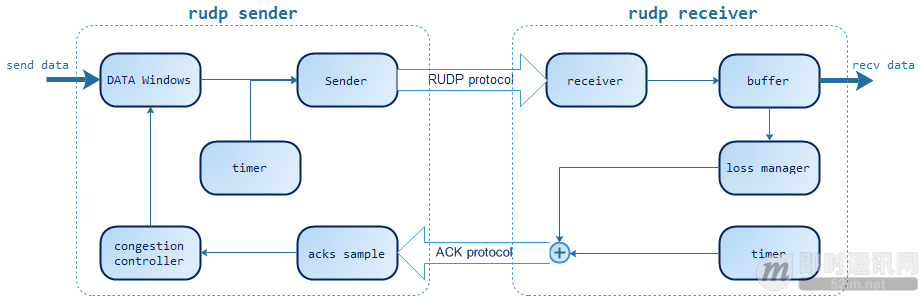 rudp sender
rudp receiver
send data
DATA Windows
Sender
RUDP protocol
receiver
buffer
recv data
timer
loss manager
congestion
controller
acks sample
ACK protocol
timer
即时通讯网
52im.net